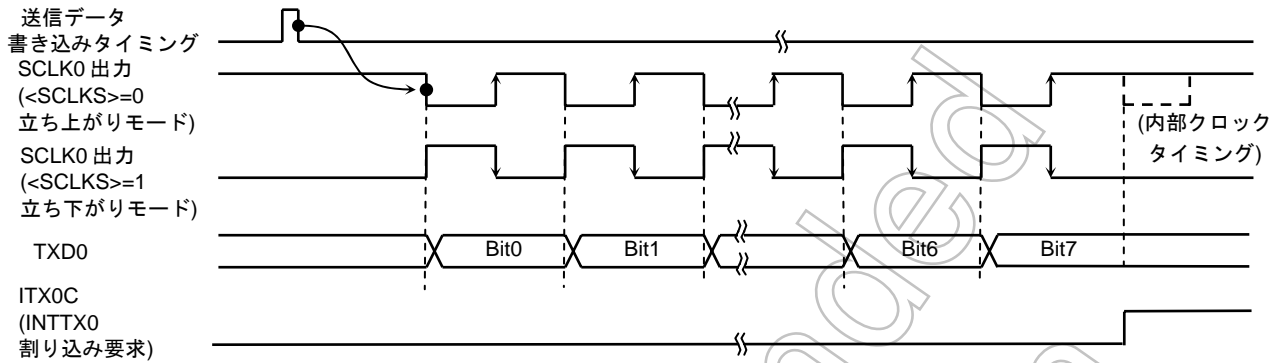 送信データ
書き込みタイミング
SCLK0 出力
(<SCLKS>=0
立ち上がりモード)
(内部クロック
タイミング)
SCLK0 出力
(<SCLKS>=1
立ち下がりモード)
TXD0
Bit0
Bit1
Bit6
Bit7
ITX0C
(INTTX0
割り込み要求)